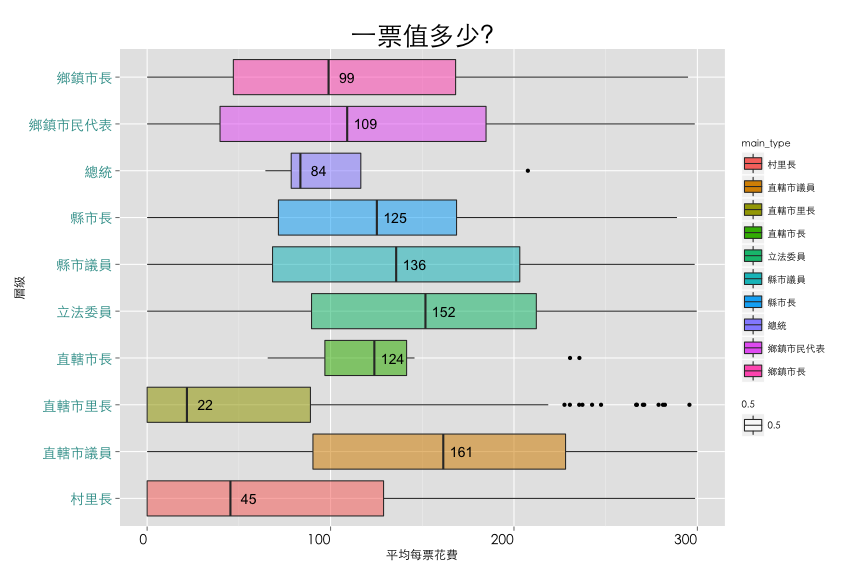 一票值多少?
層級
鄉鎮市長
99
鄉鎮市民代表
109
總統
84
縣市長
125
縣市議員
136
立法委員
152
直轄市長
124
直轄市里長
22
直轄市議員
161
村里長
45
0
100
200
300
平均每票花費
main_type
村里長
直轄市議員
直轄市里長
直轄市長
立法委員
縣市議員
縣市長
總統
鄉鎮市民代表
鄉鎮市長
0.5
0.5